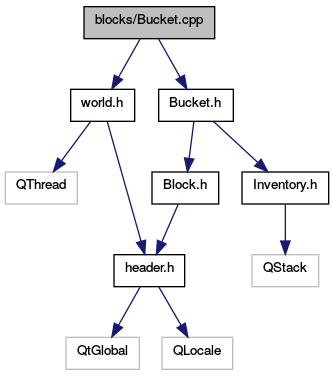 blocks/Bucket.cpp
world.h
Bucket.h
QThread
Block.h
Inventory.h
header.h
QStack
QtGlobal
QLocale